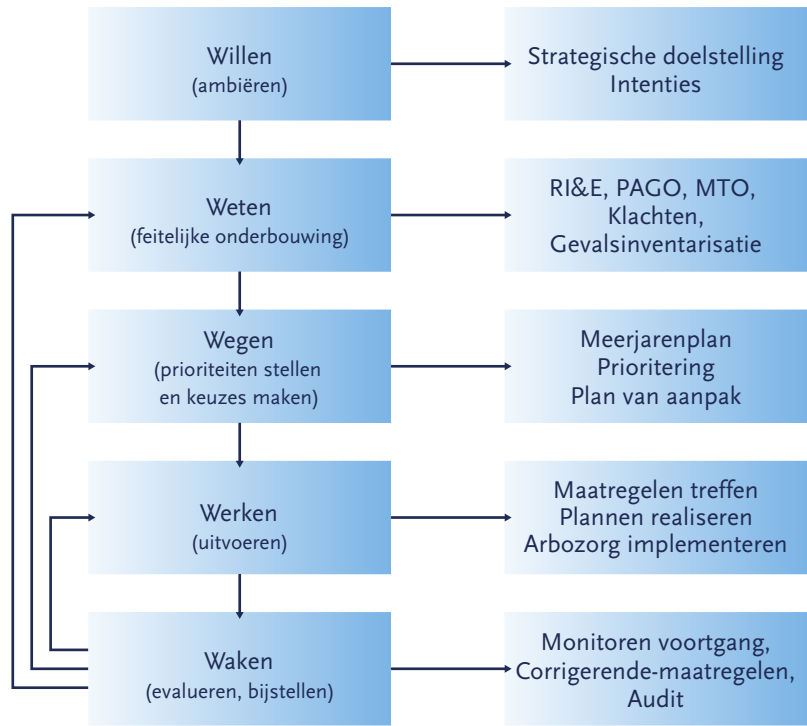 Willen
(ambiëren)
Strategische doelstelling
Intenties
Weten
(feitelijke onderbouwing)
RI&E, PAGO, MTO,
Klachten,
Gevalsinventarisatie
Wegen
(prioriteiten stellen
en keuzes maken)
Meerjarenplan
Prioritering
Plan van aanpak
Werken
(uitvoeren)
Maatregelen treffen
Plannen realiseren
Arbozorg implementeren
Waken
(evalueren, bijstellen)
Monitoren voortgang,
Corrigerende-maatregelen,
Audit